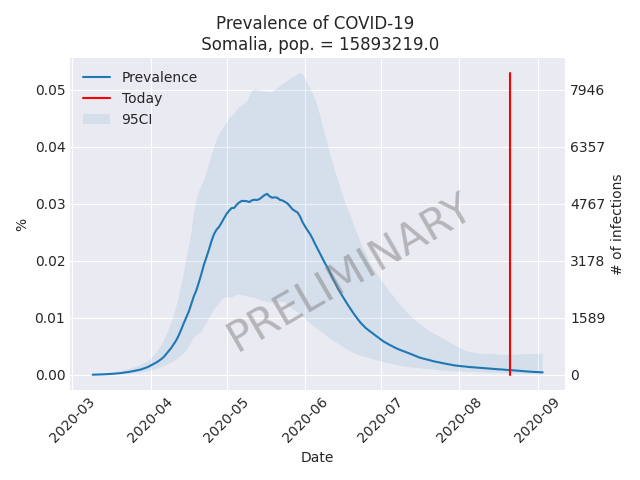 Prevalence of COVID-19
Somalia, pop. = 15893219.0
Prevalence
Today
95CI
0.05
0.04
0.03
0.02
0.01
0.00
%
7946
6357
4767
3178
1589
0
# of infections
PRELIMINARY
2020-03
2020-04
2020-05
2020-06
2020-07
2020-08
2020-09
Date